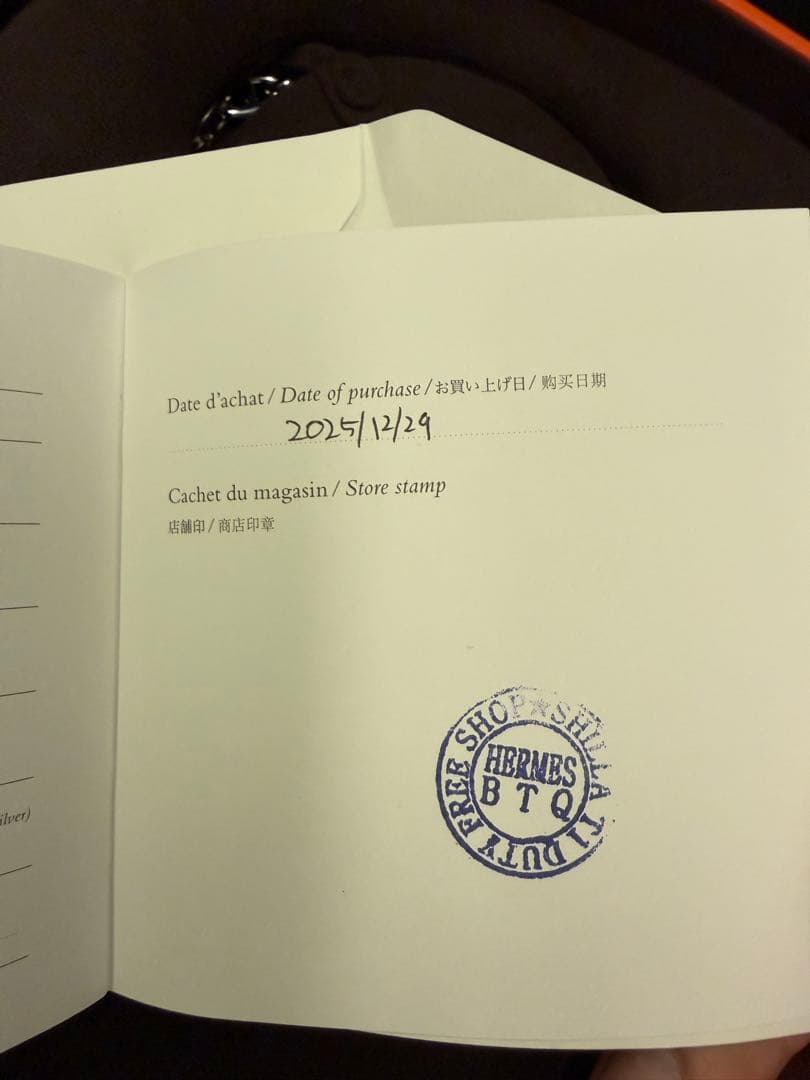 Date d'achat / Date of purchase / お買い上げ日 / 购买日期
2025/12/29
Cachet du magasin / Store stamp
店舗印 / 商店印章
SHILLA T1 DUTY FREE SHOP★
HERMES
BTQ
ilver)